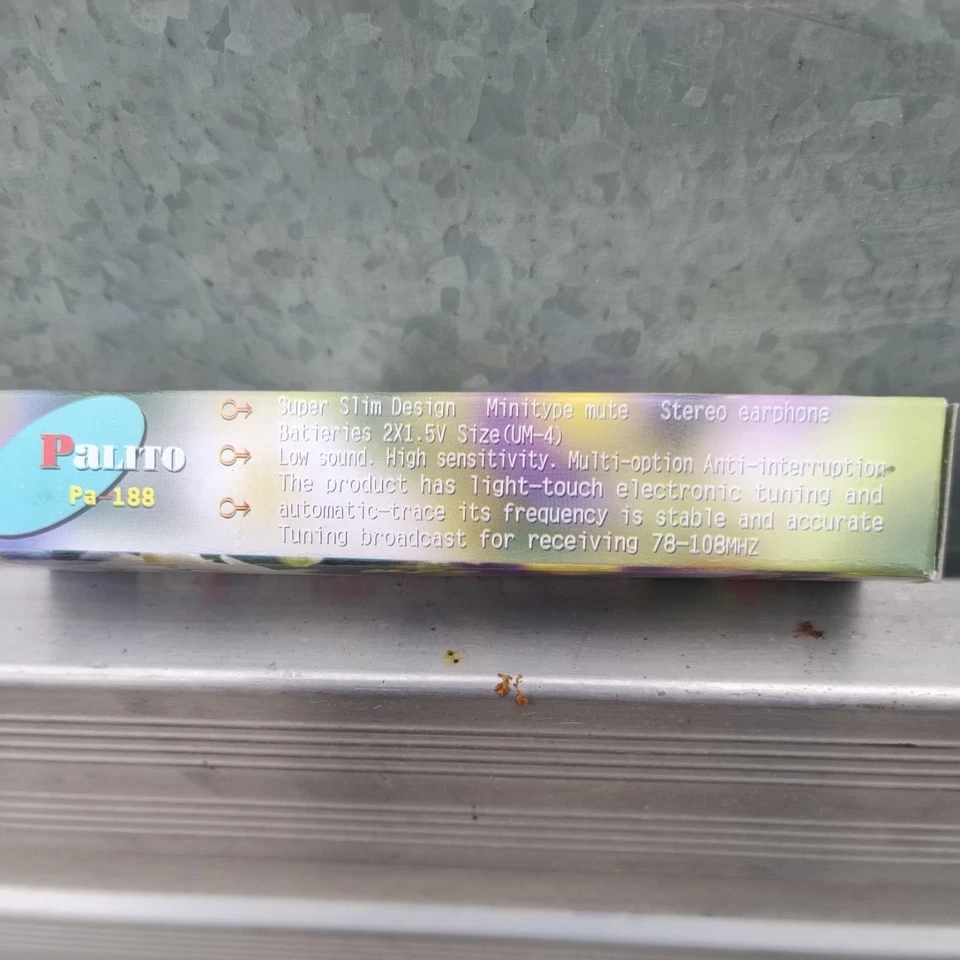 PALITO
Pa-188
Super Slim Design Minitype mute Stereo earphone
Batieries 2X1.5V Size(UM-4)
Low sound. High sensitivity. Multi-option Anti-interruption
The product has light-touch electronic tuning and
automatic-trace its frequency is stable and accurate
Tuning broadcast for receiving 78-108MHZ